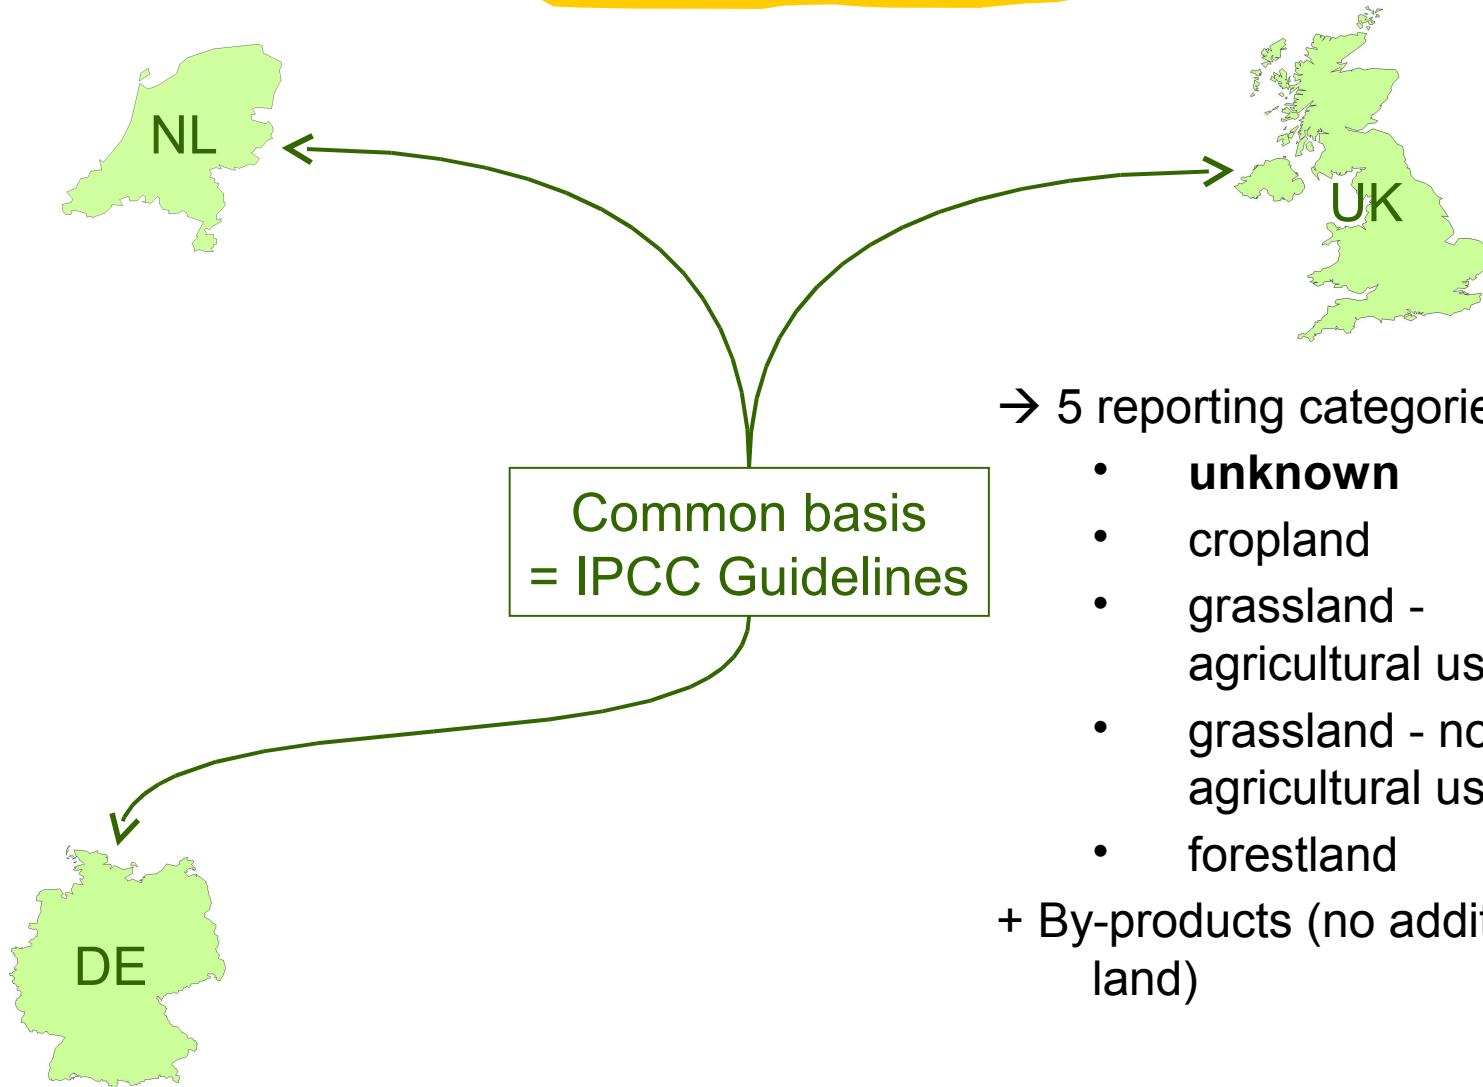 NL
UK
→ 5 reporting categorie
• unknown
• cropland
• grassland -
agricultural us
• grassland - no
agricultural us
• forestland
+ By-products (no addit
land)
Common basis
= IPCC Guidelines
DE